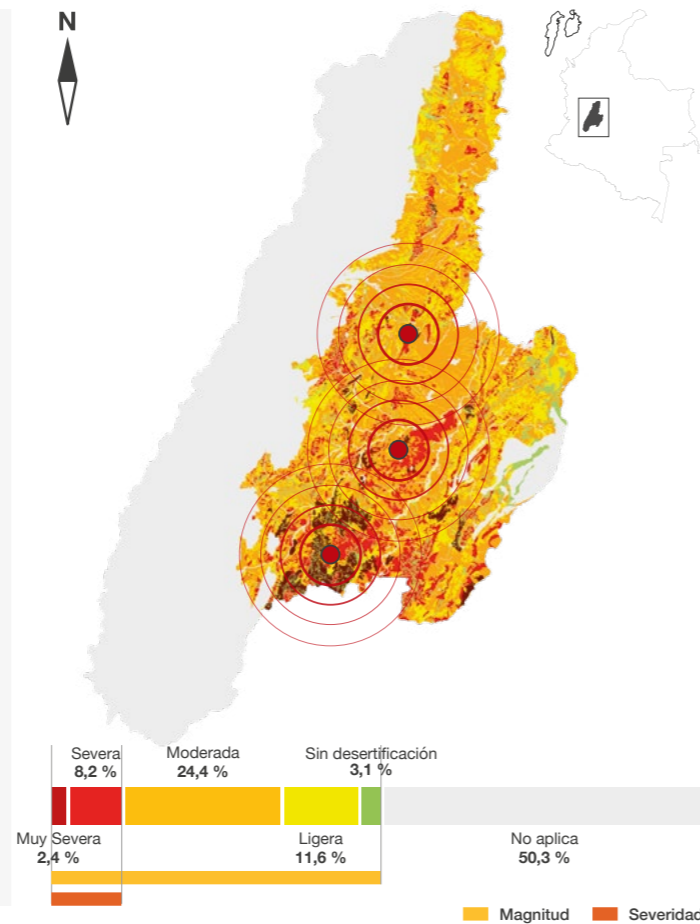 N
Severa
8,2 %
Moderada
24,4 %
Sin desertificación
3,1 %
Muy Severa
2,4 %
Ligera
11,6 %
No aplica
50,3 %
Magnitud
Severidad